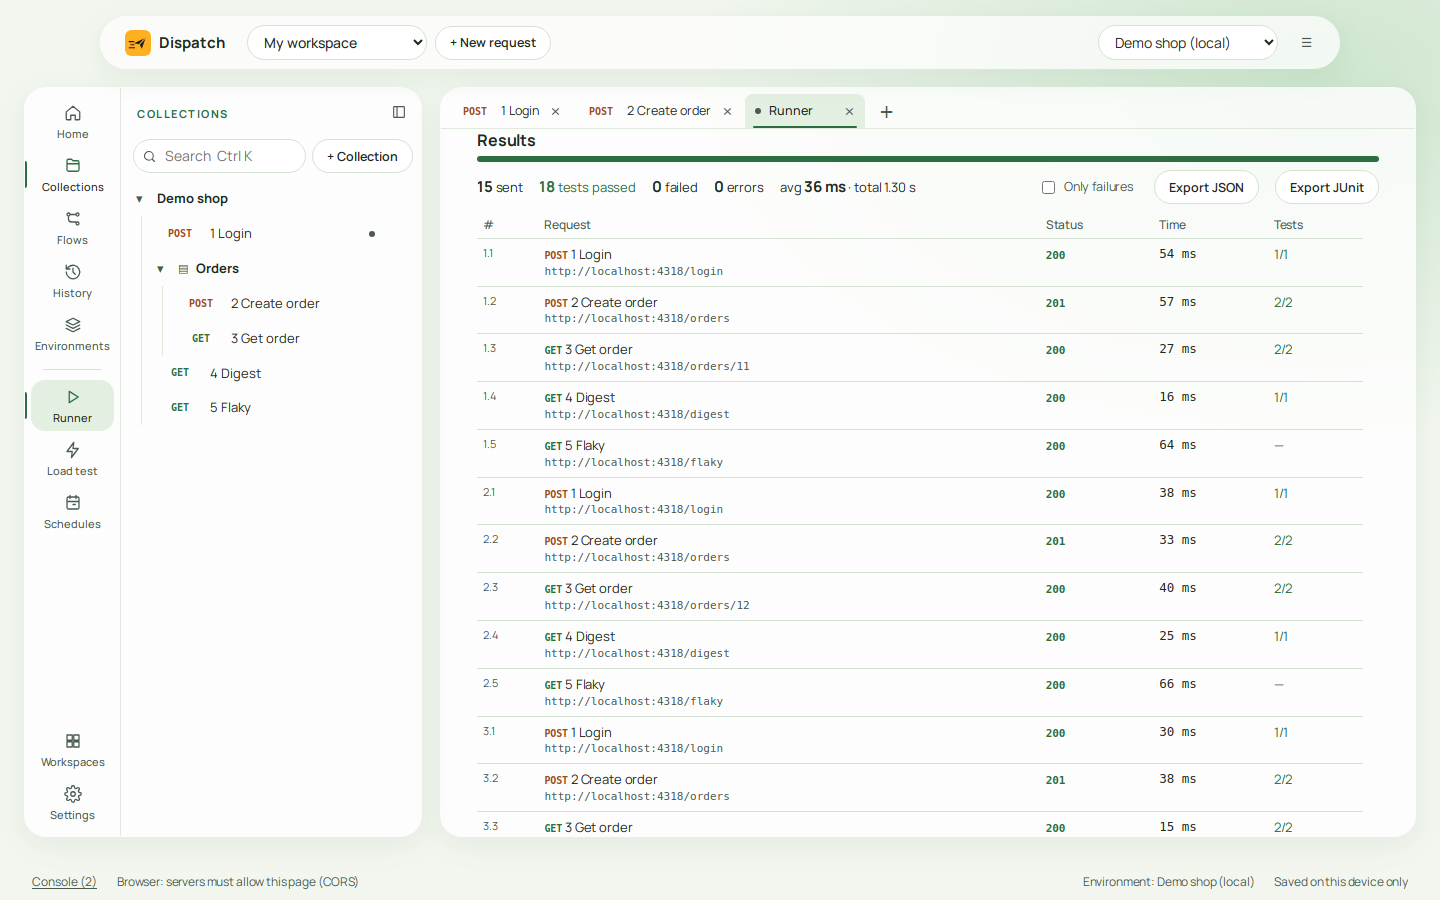 Dispatch My workspace + New request Demo shop (local)
Home
Collections
Flows
History
Environments
Runner
Load test
Schedules
Workspaces
Settings
COLLECTIONS
Search Ctrl K + Collection
Demo shop
POST 1 Login
Orders
POST 2 Create order
GET 3 Get order
GET 4 Digest
GET 5 Flaky
POST 1 Login × POST 2 Create order × Runner × +
Results
15 sent 18 tests passed 0 failed 0 errors avg 36 ms · total 1.30 s Only failures Export JSON Export JUnit
# Request Status Time Tests
1.1 POST 1 Login 200 54 ms 1/1
http://localhost:4318/login
1.2 POST 2 Create order 201 57 ms 2/2
http://localhost:4318/orders
1.3 GET 3 Get order 200 27 ms 2/2
http://localhost:4318/orders/11
1.4 GET 4 Digest 200 16 ms 1/1
http://localhost:4318/digest
1.5 GET 5 Flaky 200 64 ms —
http://localhost:4318/flaky
2.1 POST 1 Login 200 38 ms 1/1
http://localhost:4318/login
2.2 POST 2 Create order 201 33 ms 2/2
http://localhost:4318/orders
2.3 GET 3 Get order 200 40 ms 2/2
http://localhost:4318/orders/12
2.4 GET 4 Digest 200 25 ms 1/1
http://localhost:4318/digest
2.5 GET 5 Flaky 200 66 ms —
http://localhost:4318/flaky
3.1 POST 1 Login 200 30 ms 1/1
http://localhost:4318/login
3.2 POST 2 Create order 201 38 ms 2/2
http://localhost:4318/orders
3.3 GET 3 Get order 200 15 ms 2/2
Console (2) Browser: servers must allow this page (CORS) Environment: Demo shop (local) Saved on this device only